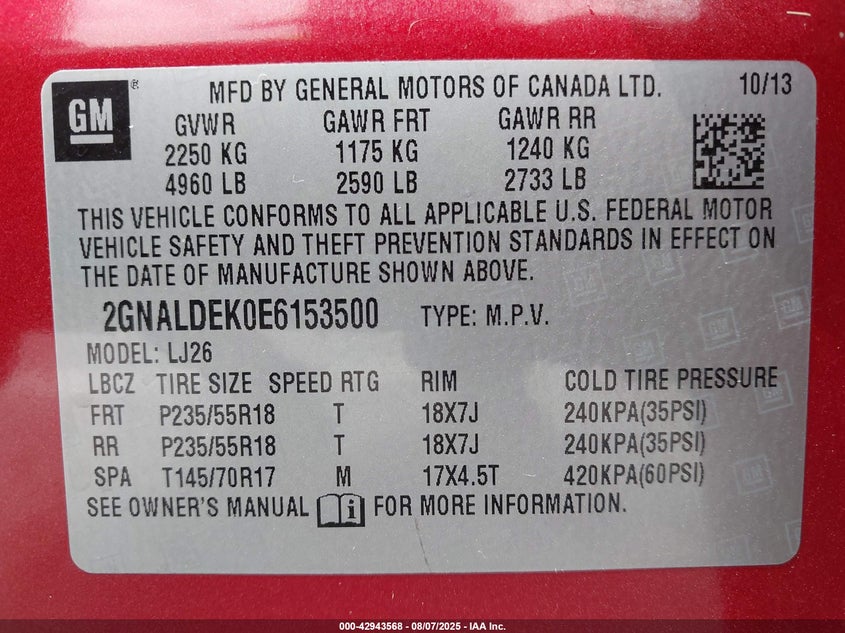 GM ®
MFD BY GENERAL MOTORS OF CANADA LTD. 10/13
GVWR GAWR FRT GAWR RR
2250 KG 1175 KG 1240 KG
4960 LB 2590 LB 2733 LB
THIS VEHICLE CONFORMS TO ALL APPLICABLE U.S. FEDERAL MOTOR
VEHICLE SAFETY AND THEFT PREVENTION STANDARDS IN EFFECT ON
THE DATE OF MANUFACTURE SHOWN ABOVE.
2GNALDEK0E6153500 TYPE: M.P.V.
MODEL: LJ26
LBCZ TIRE SIZE SPEED RTG RIM COLD TIRE PRESSURE
FRT P235/55R18 T 18X7J 240KPA(35PSI)
RR P235/55R18 T 18X7J 240KPA(35PSI)
SPA T145/70R17 M 17X4.5T 420KPA(60PSI)
SEE OWNER'S MANUAL FOR MORE INFORMATION.
000-42943568 - 08/07/2025 - IAA Inc.